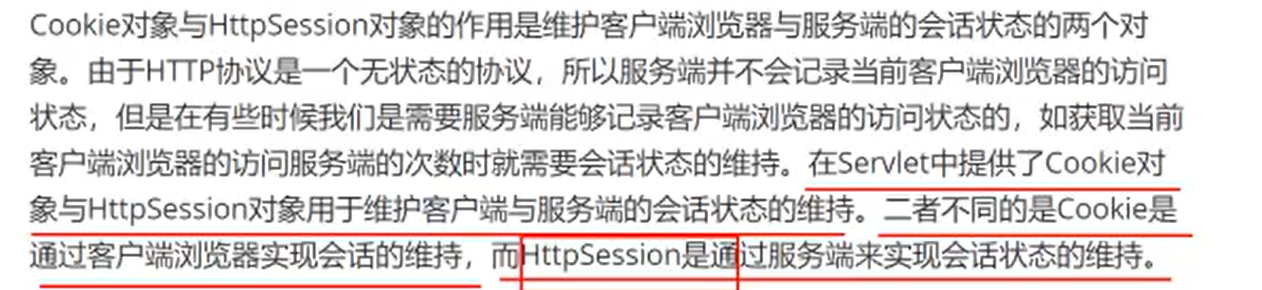 Cookie对象与HttpSession对象的作用是维护客户端浏览器与服务端的会话状态的两个对
象。由于HTTP协议是一个无状态的协议，所以服务端并不会记录当前客户端浏览器的访问
状态，但是在有些时候我们是需要服务端能够记录客户端浏览器的访问状态的，如获取当前
客户端浏览器的访问服务端的次数时就需要会话状态的维持。在Servlet中提供了Cookie对
象与HttpSession对象用于维护客户端与服务端的会话状态的维持。二者不同的是Cookie是
通过客户端浏览器实现会话的维持，而HttpSession是通过服务端来实现会话状态的维持。